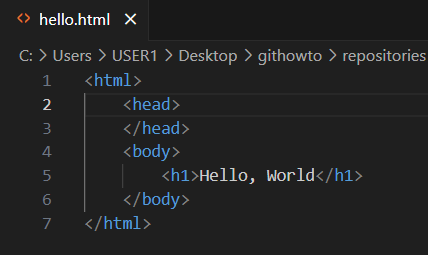 <> hello.html ×
C: > Users > USER1 > Desktop > githowto > repositories
1 <html>
2     <head>
3     </head>
4     <body>
5         <h1>Hello, World</h1>
6     </body>
7 </html>